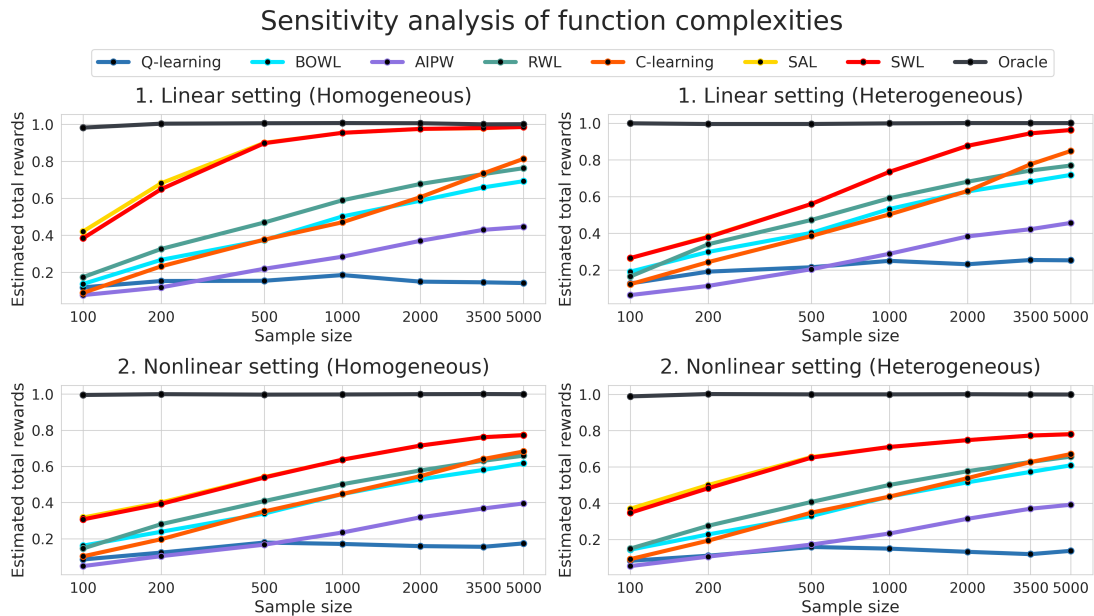 Sensitivity analysis of function complexities
Q-learning BOWL AIPW RWL C-learning SAL SWL Oracle
1. Linear setting (Homogeneous)
Estimated total rewards
1.0
0.8
0.6
0.4
0.2
100 200 500 1000 2000 3500 5000
Sample size
1. Linear setting (Heterogeneous)
Estimated total rewards
1.0
0.8
0.6
0.4
0.2
100 200 500 1000 2000 3500 5000
Sample size
2. Nonlinear setting (Homogeneous)
Estimated total rewards
1.0
0.8
0.6
0.4
0.2
100 200 500 1000 2000 3500 5000
Sample size
2. Nonlinear setting (Heterogeneous)
Estimated total rewards
1.0
0.8
0.6
0.4
0.2
100 200 500 1000 2000 3500 5000
Sample size